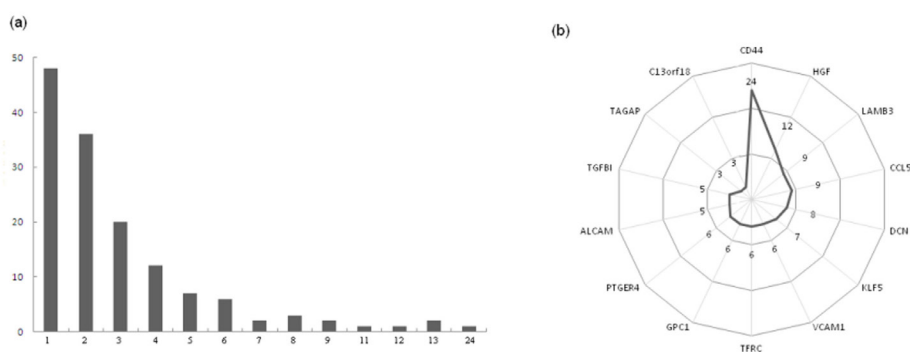 (a)
50
40
30
20
10
0
1 2 3 4 5 6 7 8 9 11 12 13 24
(b)
CD44
C13orf18 HGF
TAGAP LAMB3
TGFBI CCL5
ALCAM DCN
PTGER4 KLF5
GPC1 VCAM1
TFRC
24
12
9
9
8
7
6
6
6
6
5
5
3
3